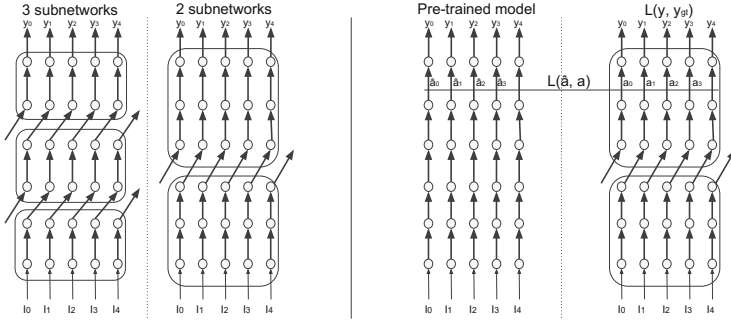 3 subnetworks
2 subnetworks
Pre-trained model
L(y, y_gt)
y₀ y₁ y₂ y₃ y₄
y₀ y₁ y₂ y₃ y₄
y₀ y₁ y₂ y₃ y₄
y₀ y₁ y₂ y₃ y₄
â₀ â₁ â₂ â₃
L(â, a)
a₀ a₁ a₂ a₃
I₀ I₁ I₂ I₃ I₄
I₀ I₁ I₂ I₃ I₄
I₀ I₁ I₂ I₃ I₄
I₀ I₁ I₂ I₃ I₄